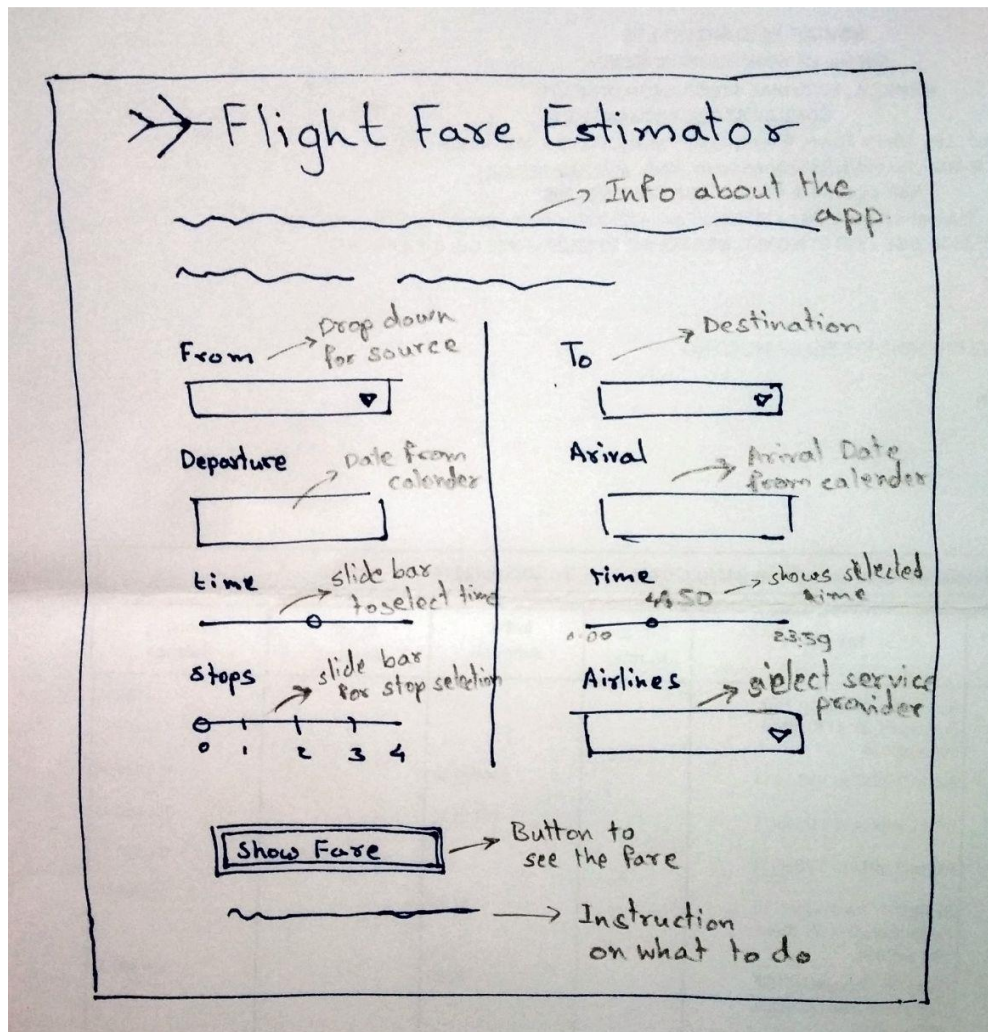 Flight Fare Estimator
Info about the
app
From
Drop down
for source
To
Destination
Departure
Date from
calender
Arival
Arival Date
from calender
time
slide bar
to select time
time
shows selected
time
0:00
23:59
stops
slide bar
for stop selection
0 1 2 3 4
Airlines
select service
provider
Show Fare
Button to
see the fare
Instruction
on what to do